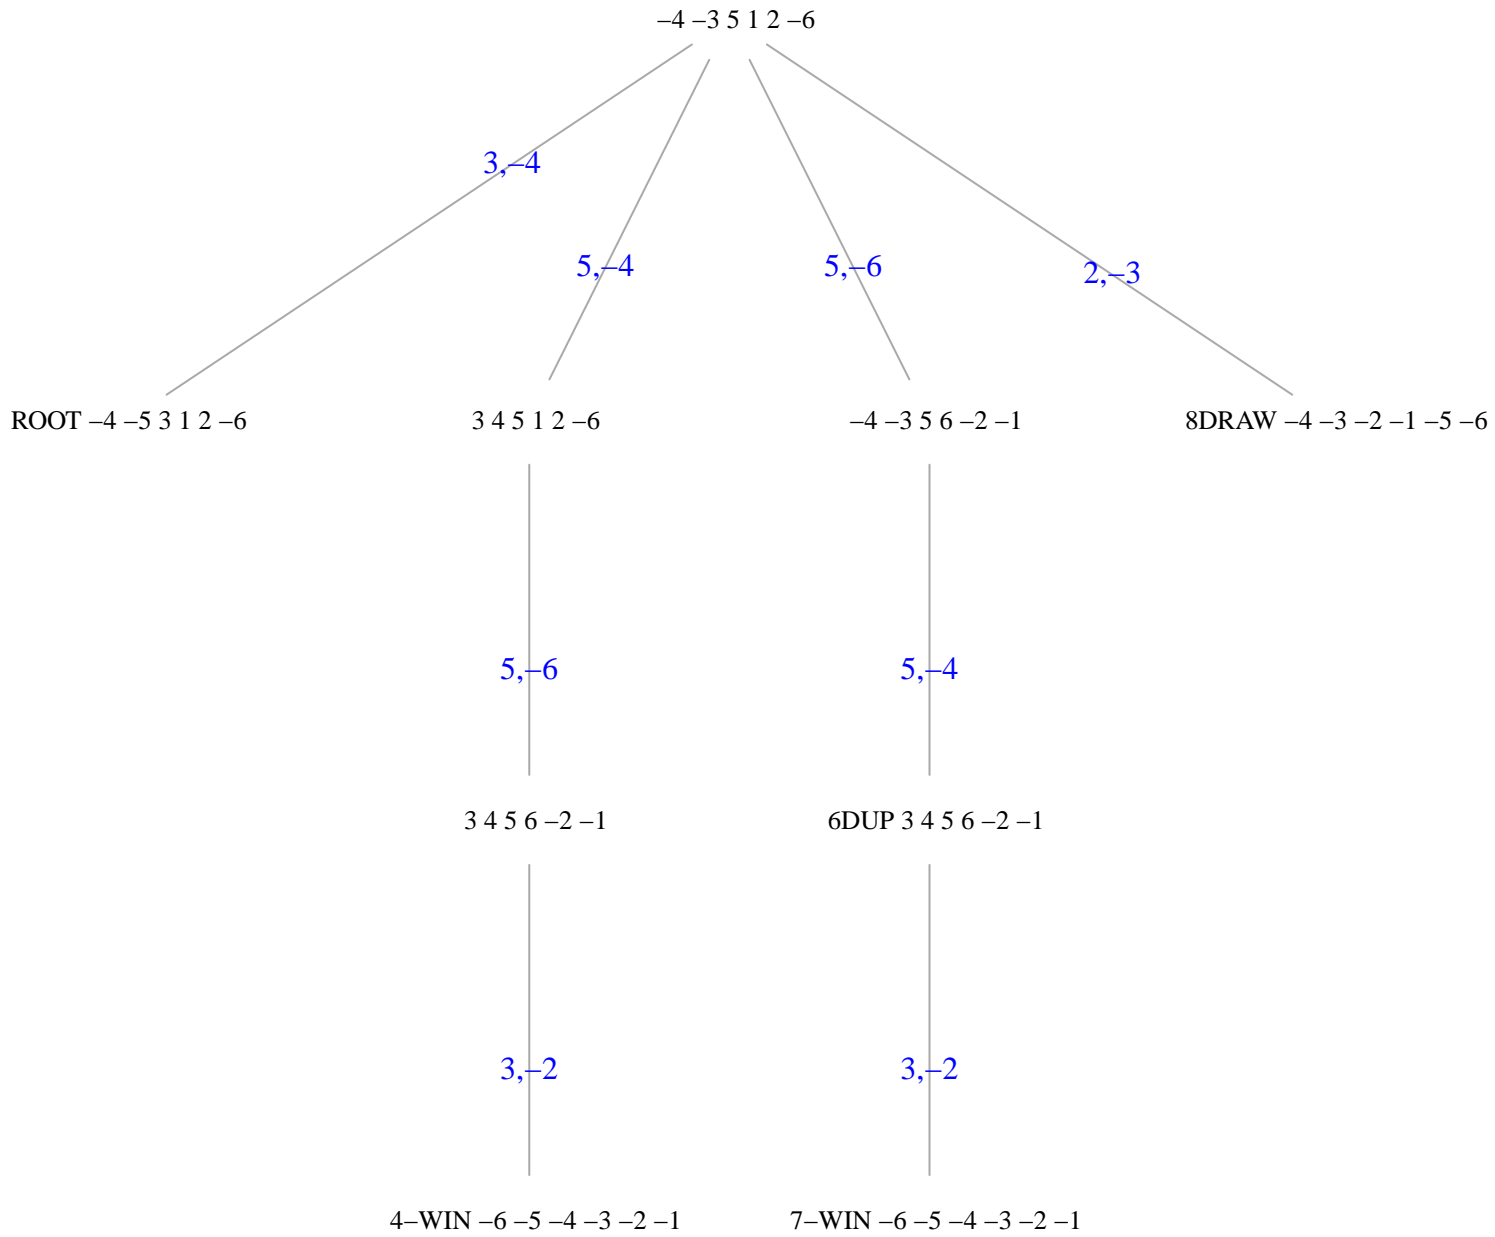 –4 –3 5 1 2 –6
3,–4
5,–4
5,–6
2,–3
ROOT –4 –5 3 1 2 –6
3 4 5 1 2 –6
–4 –3 5 6 –2 –1
8DRAW –4 –3 –2 –1 –5 –6
5,–6
5,–4
3 4 5 6 –2 –1
6DUP 3 4 5 6 –2 –1
3,–2
3,–2
4–WIN –6 –5 –4 –3 –2 –1
7–WIN –6 –5 –4 –3 –2 –1